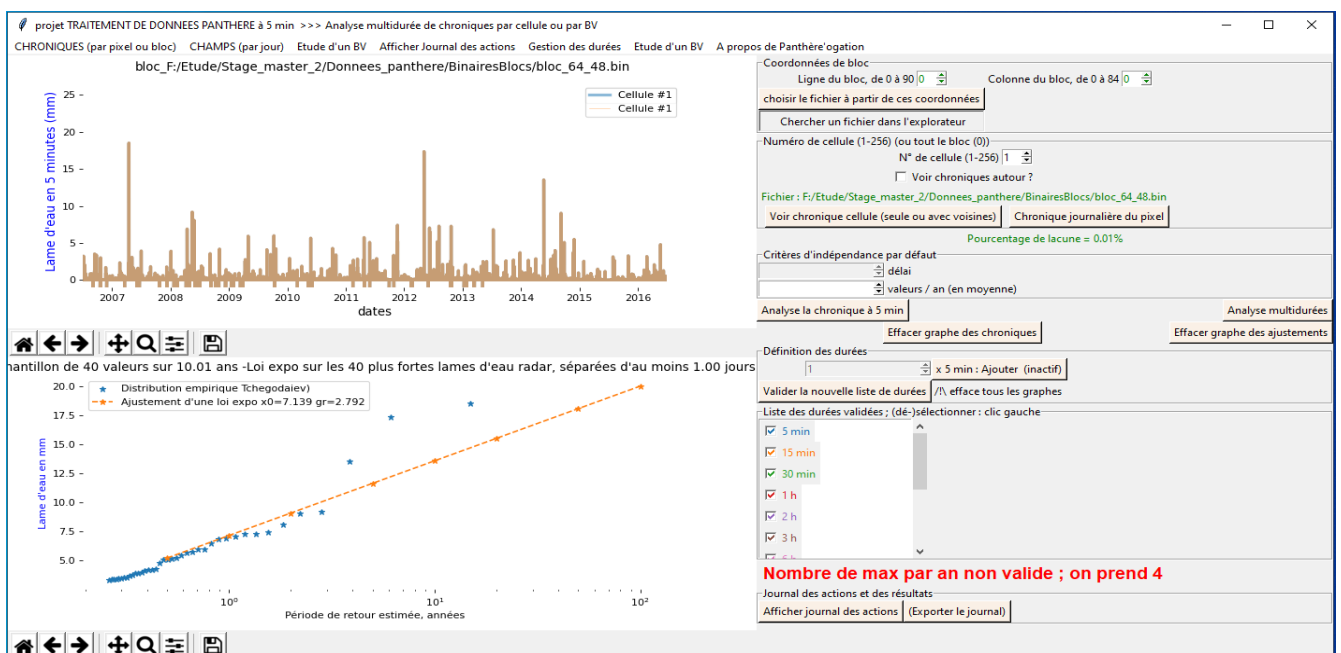 projet TRAITEMENT DE DONNEES PANTHERE à 5 min >>> Analyse multidurée de chroniques par cellule ou par BV
CHRONIQUES (par pixel ou bloc) CHAMPS (par jour) Etude d'un BV Afficher Journal des actions Gestion des durées Etude d'un BV A propos de Panthère'ogation
bloc_F:/Etude/Stage_master_2/Donnees_panthere/BinairesBlocs/bloc_64_48.bin
Lame d'eau en 5 minutes (mm)
25
20
15
10
5
0
Cellule #1
Cellule #1
2007 2008 2009 2010 2011 2012 2013 2014 2015 2016
dates
hantillon de 40 valeurs sur 10.01 ans -Loi expo sur les 40 plus fortes lames d'eau radar, séparées d'au moins 1.00 jours
Lame d'eau en mm
20.0
17.5
15.0
12.5
10.0
7.5
5.0
Distribution empirique Tchegodaiev)
Ajustement d'une loi expo x0=7.139 gr=2.792
10⁰ 10¹ 10²
Période de retour estimée, années
Coordonnées de bloc
Ligne du bloc, de 0 à 90 0 Colonne du bloc, de 0 à 84 0
choisir le fichier à partir de ces coordonnées
Chercher un fichier dans l'explorateur
Numéro de cellule (1-256) (ou tout le bloc (0))
N° de cellule (1-256) 1
Voir chroniques autour ?
Fichier : F:/Etude/Stage_master_2/Donnees_panthere/BinairesBlocs/bloc_64_48.bin
Voir chronique cellule (seule ou avec voisines) Chronique journalière du pixel
Pourcentage de lacune = 0.01%
Critères d'indépendance par défaut
délai
valeurs / an (en moyenne)
Analyse la chronique à 5 min Analyse multidurées
Effacer graphe des chroniques Effacer graphe des ajustements
Définition des durées
1 x 5 min : Ajouter (inactif)
Valider la nouvelle liste de durées /!\ efface tous les graphes
Liste des durées validées ; (dé-)sélectionner : clic gauche
5 min
15 min
30 min
1 h
2 h
3 h
Nombre de max par an non valide ; on prend 4
Journal des actions et des résultats
Afficher journal des actions (Exporter le journal)